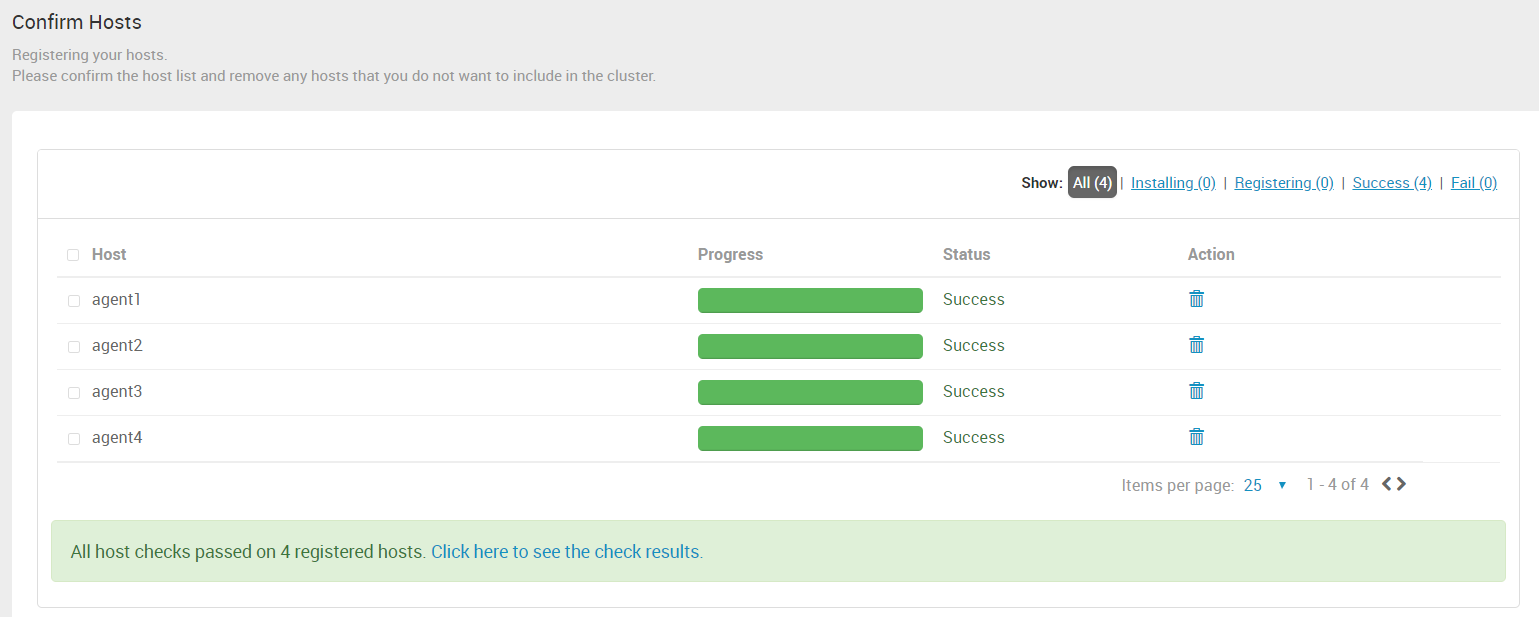 Confirm Hosts
Registering your hosts.
Please confirm the host list and remove any hosts that you do not want to include in the cluster.
Show: All (4) | Installing (0) | Registering (0) | Success (4) | Fail (0)
Host Progress Status Action
agent1 Success
agent2 Success
agent3 Success
agent4 Success
Items per page: 25 1 - 4 of 4
All host checks passed on 4 registered hosts. Click here to see the check results.